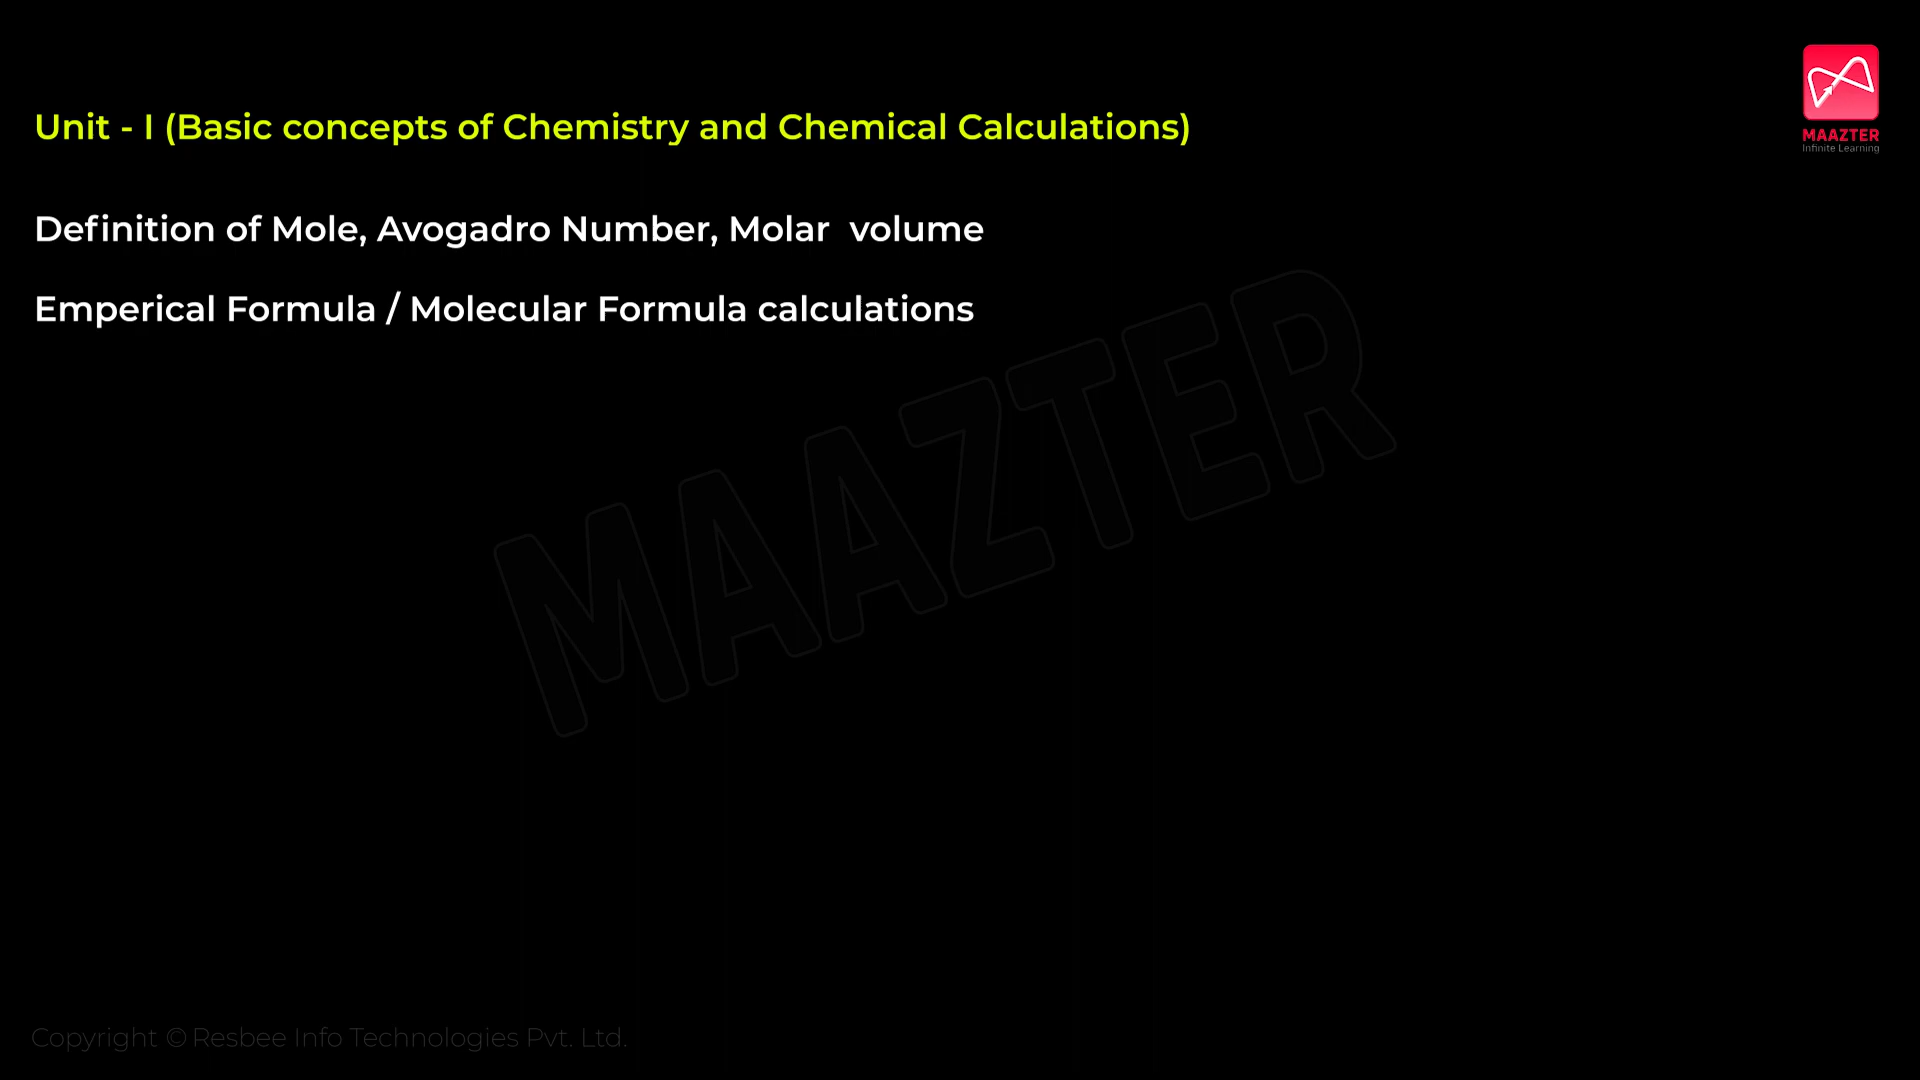 Unit - I (Basic concepts of Chemistry and Chemical Calculations)
MAAZTER
Infinite Learning
Definition of Mole, Avogadro Number, Molar  volume
Emperical Formula / Molecular Formula calculations
MAAZTER
Copyright © Resbee Info Technologies Pvt. Ltd.